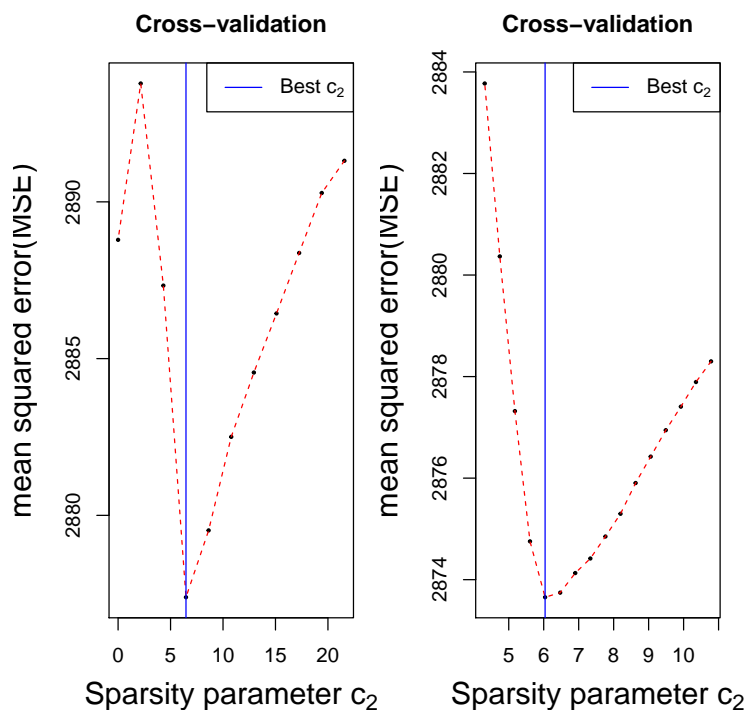 Cross−validation
Best c2
mean squared error(MSE)
2890
2885
2880
0 5 10 15 20
Sparsity parameter c2
Cross−validation
Best c2
mean squared error(MSE)
2884
2882
2880
2878
2876
2874
5 6 7 8 9 10
Sparsity parameter c2